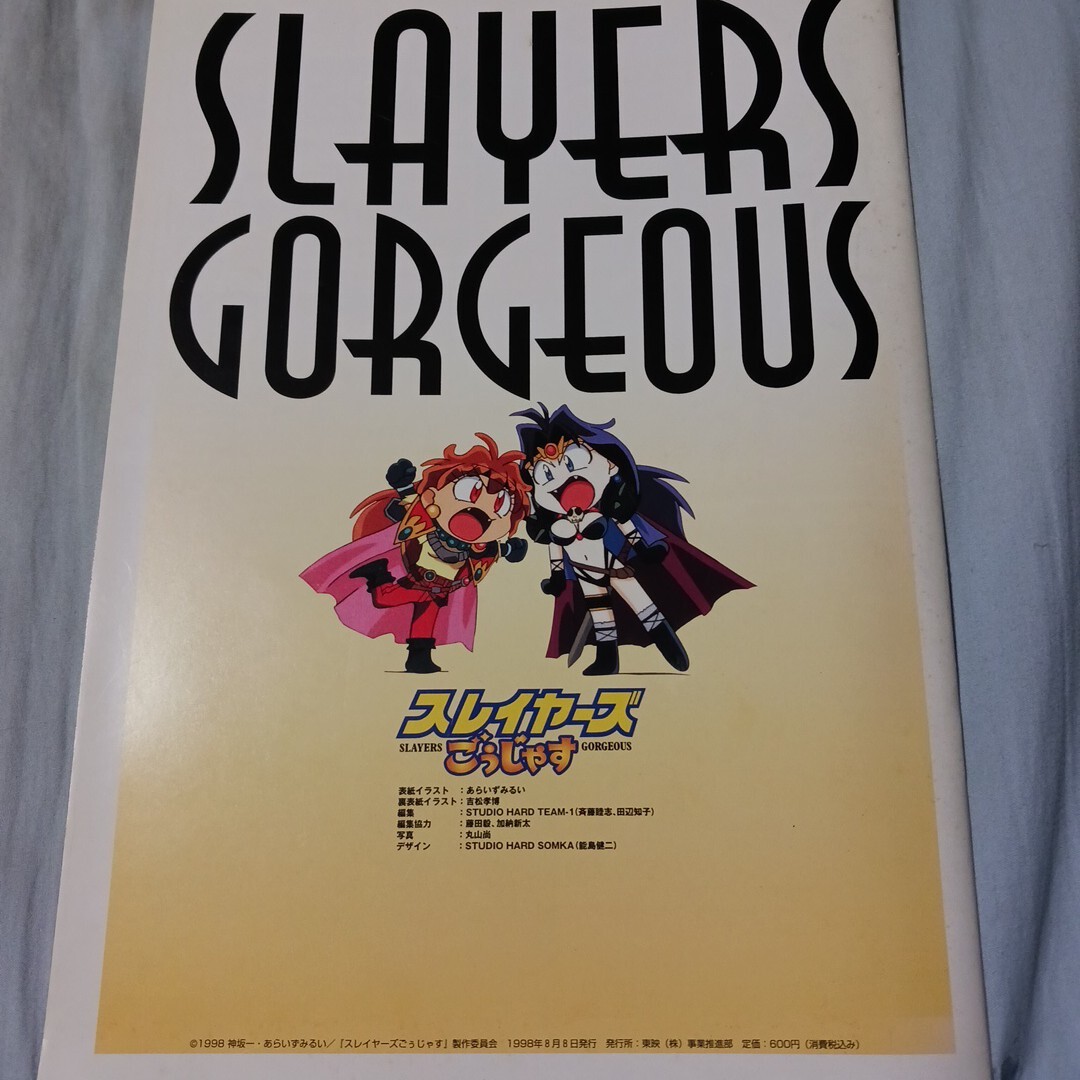 SLAYERS
GORGEOUS
スレイヤーズ
SLAYERS ごぅじゃす GORGEOUS
表紙イラスト：あらいずみるい
裏表紙イラスト：吉松孝博
編集：STUDIO HARD TEAM-1(斉藤睦志、田辺知子)
編集協力：藤田毅、加納新太
写真：丸山尚
デザイン：STUDIO HARD SOMKA(能島健二)
©1998 神坂一・あらいずみるい／「スレイヤーズごぅじゃす」製作委員会 1998年8月8日発行 発行所：東映（株）事業推進部 定価：600円（消費税込み）